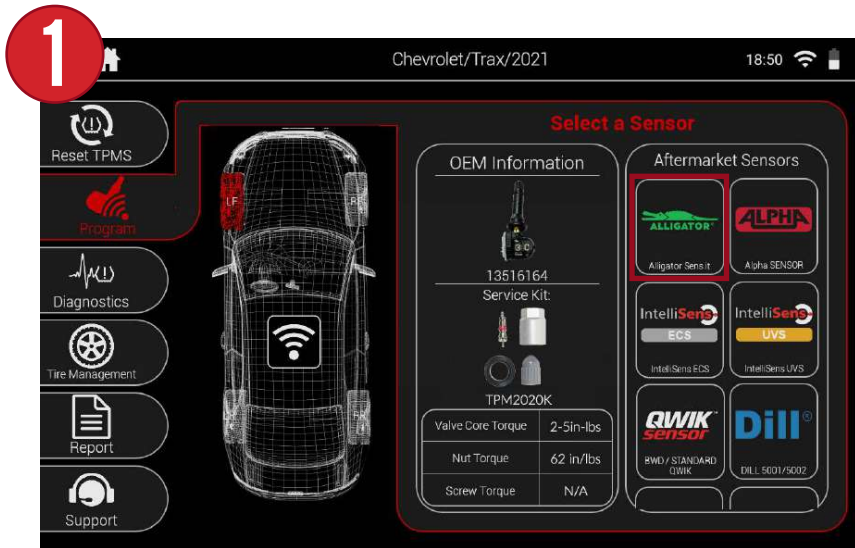 1
Chevrolet/Trax/2021
18:50
Reset TPMS
Program
Diagnostics
Tire Management
Report
Support
LF
RF
LR
RR
Select a Sensor
OEM Information
13516164
Service Kit:
TPM2020K
Valve Core Torque 2-5in-lbs
Nut Torque 62 in/lbs
Screw Torque N/A
Aftermarket Sensors
ALLIGATOR®
Alligator Sens.it
ALPHA
Alpha SENSOR
IntelliSens
ECS
IntelliSens ECS
IntelliSens
UVS
IntelliSens UVS
QWIK™
sensor
BWD / STANDARD
QWIK
Dill®
DILL 5001/5002